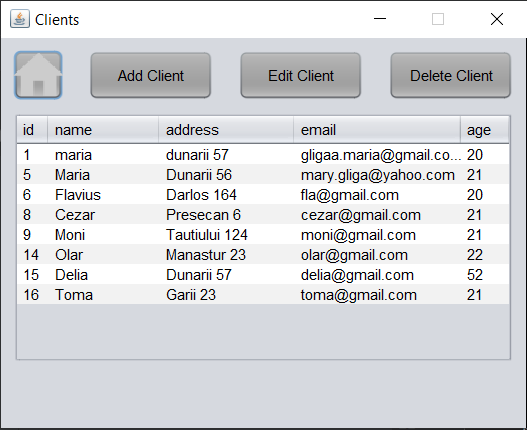 Clients
Add Client Edit Client Delete Client
id name address email age
1 maria dunarii 57 gligaa.maria@gmail.co... 20
5 Maria Dunarii 56 mary.gliga@yahoo.com 21
6 Flavius Darlos 164 fla@gmail.com 20
8 Cezar Presecan 6 cezar@gmail.com 21
9 Moni Tautiului 124 moni@gmail.com 21
14 Olar Manastur 23 olar@gmail.com 22
15 Delia Dunarii 57 delia@gmail.com 52
16 Toma Garii 23 toma@gmail.com 21